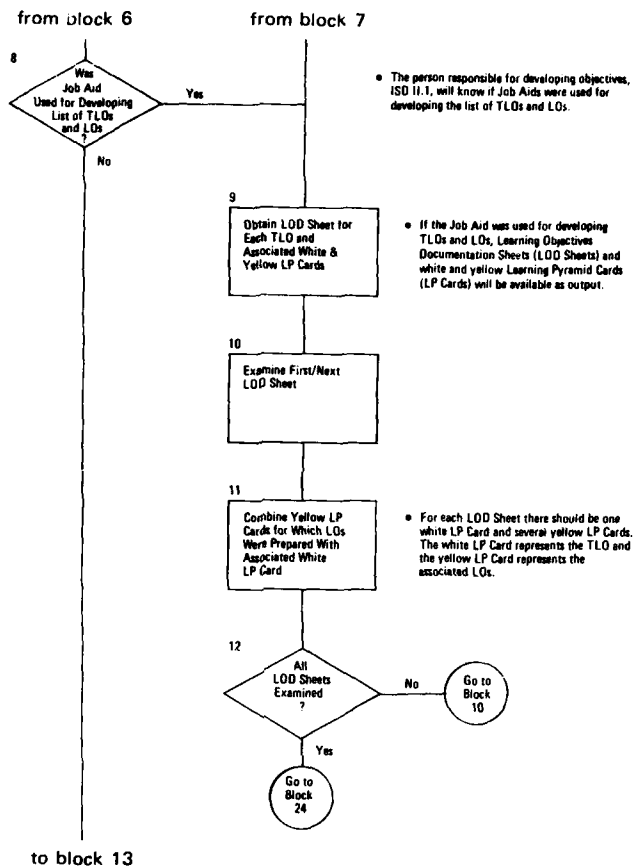 from block 6
from block 7
8
Was
Job Aid
Used for Developing
List of TLOs
and LOs
?
Yes
No
• The person responsible for developing objectives,
ISD II.1, will know if Job Aids were used for
developing the list of TLOs and LOs.
9
Obtain LOD Sheet for
Each TLO and
Associated White &
Yellow LP Cards
• If the Job Aid was used for developing
TLOs and LOs, Learning Objectives
Documentation Sheets (LOD Sheets) and
white and yellow Learning Pyramid Cards
(LP Cards) will be available as output.
10
Examine First/Next
LOD Sheet
11
Combine Yellow LP
Cards for Which LOs
Were Prepared With
Associated White
LP Card
• For each LOD Sheet there should be one
white LP Card and several yellow LP Cards.
The white LP Card represents the TLO and
the yellow LP Card represents the
associated LOs.
12
All
LOD Sheets
Examined
?
No
Go to
Block
10
Yes
Go to
Block
24
to block 13